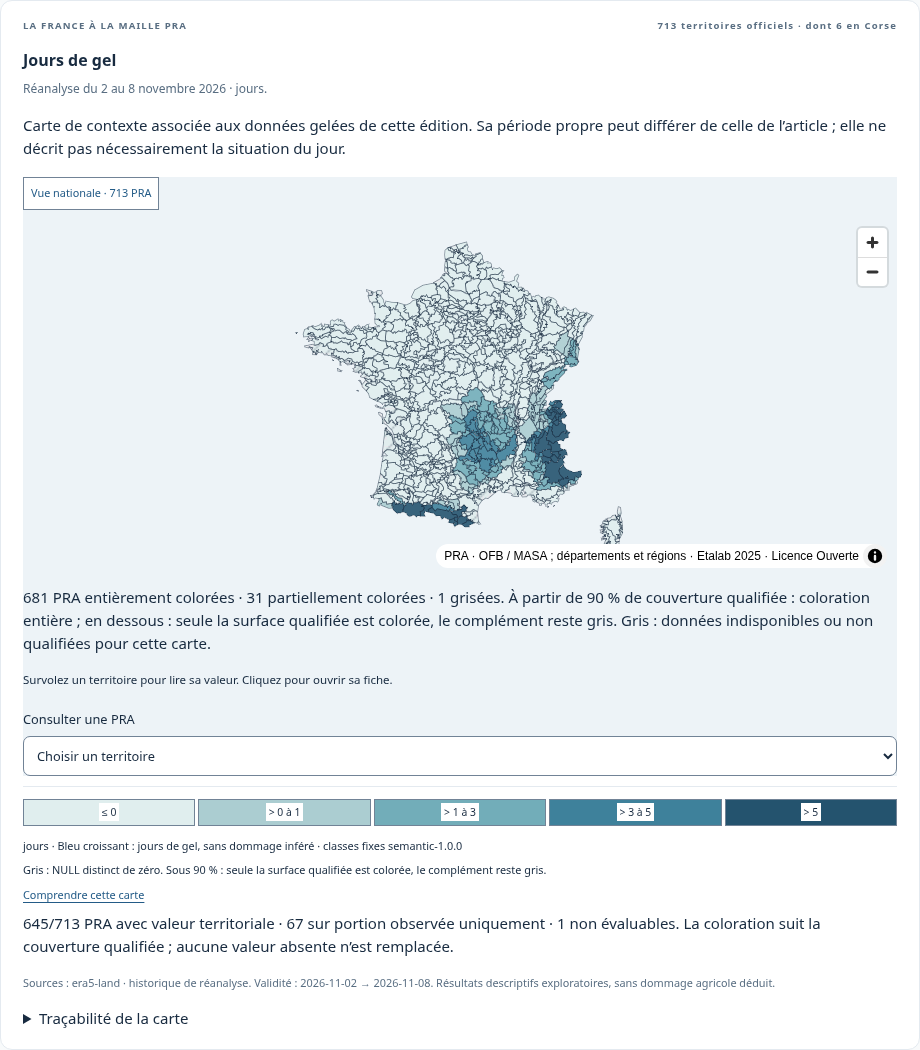 LA FRANCE À LA MAILLE PRA
713 territoires officiels · dont 6 en Corse
Jours de gel
Réanalyse du 2 au 8 novembre 2026 · jours.
Carte de contexte associée aux données gelées de cette édition. Sa période propre peut différer de celle de l’article ; elle ne
décrit pas nécessairement la situation du jour.
Vue nationale · 713 PRA
+
−
PRA · OFB / MASA ; départements et régions · Etalab 2025 · Licence Ouverte
681 PRA entièrement colorées · 31 partiellement colorées · 1 grisées. À partir de 90 % de couverture qualifiée : coloration
entière ; en dessous : seule la surface qualifiée est colorée, le complément reste gris. Gris : données indisponibles ou non
qualifiées pour cette carte.
Survolez un territoire pour lire sa valeur. Cliquez pour ouvrir sa fiche.
Consulter une PRA
Choisir un territoire
≤ 0
> 0 à 1
> 1 à 3
> 3 à 5
> 5
jours · Bleu croissant : jours de gel, sans dommage inféré · classes fixes semantic-1.0.0
Gris : NULL distinct de zéro. Sous 90 % : seule la surface qualifiée est colorée, le complément reste gris.
Comprendre cette carte
645/713 PRA avec valeur territoriale · 67 sur portion observée uniquement · 1 non évaluables. La coloration suit la
couverture qualifiée ; aucune valeur absente n’est remplacée.
Sources : era5-land · historique de réanalyse. Validité : 2026-11-02 → 2026-11-08. Résultats descriptifs exploratoires, sans dommage agricole déduit.
Traçabilité de la carte